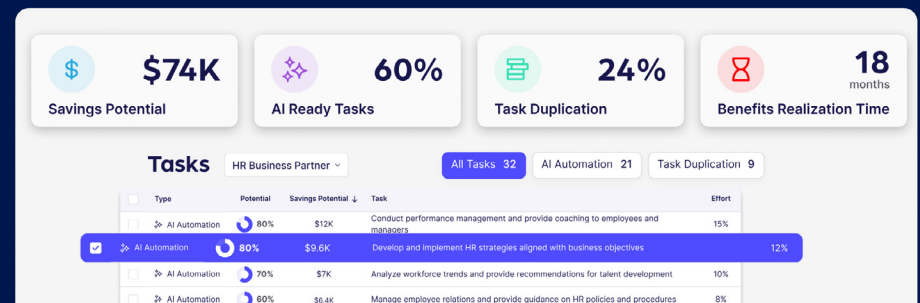 $74K
Savings Potential
60%
AI Ready Tasks
24%
Task Duplication
18
months
Benefits Realization Time
Tasks
HR Business Partner
All Tasks 32
AI Automation 21
Task Duplication 9
Type Potential Savings Potential ↓ Task Effort
AI Automation 80% $12K Conduct performance management and provide coaching to employees and
managers 15%
AI Automation 80% $9.6K Develop and implement HR strategies aligned with business objectives 12%
AI Automation 70% $7K Analyze workforce trends and provide recommendations for talent development 10%
AI Automation 60% $6.4K Manage employee relations and provide guidance on HR policies and procedures 8%